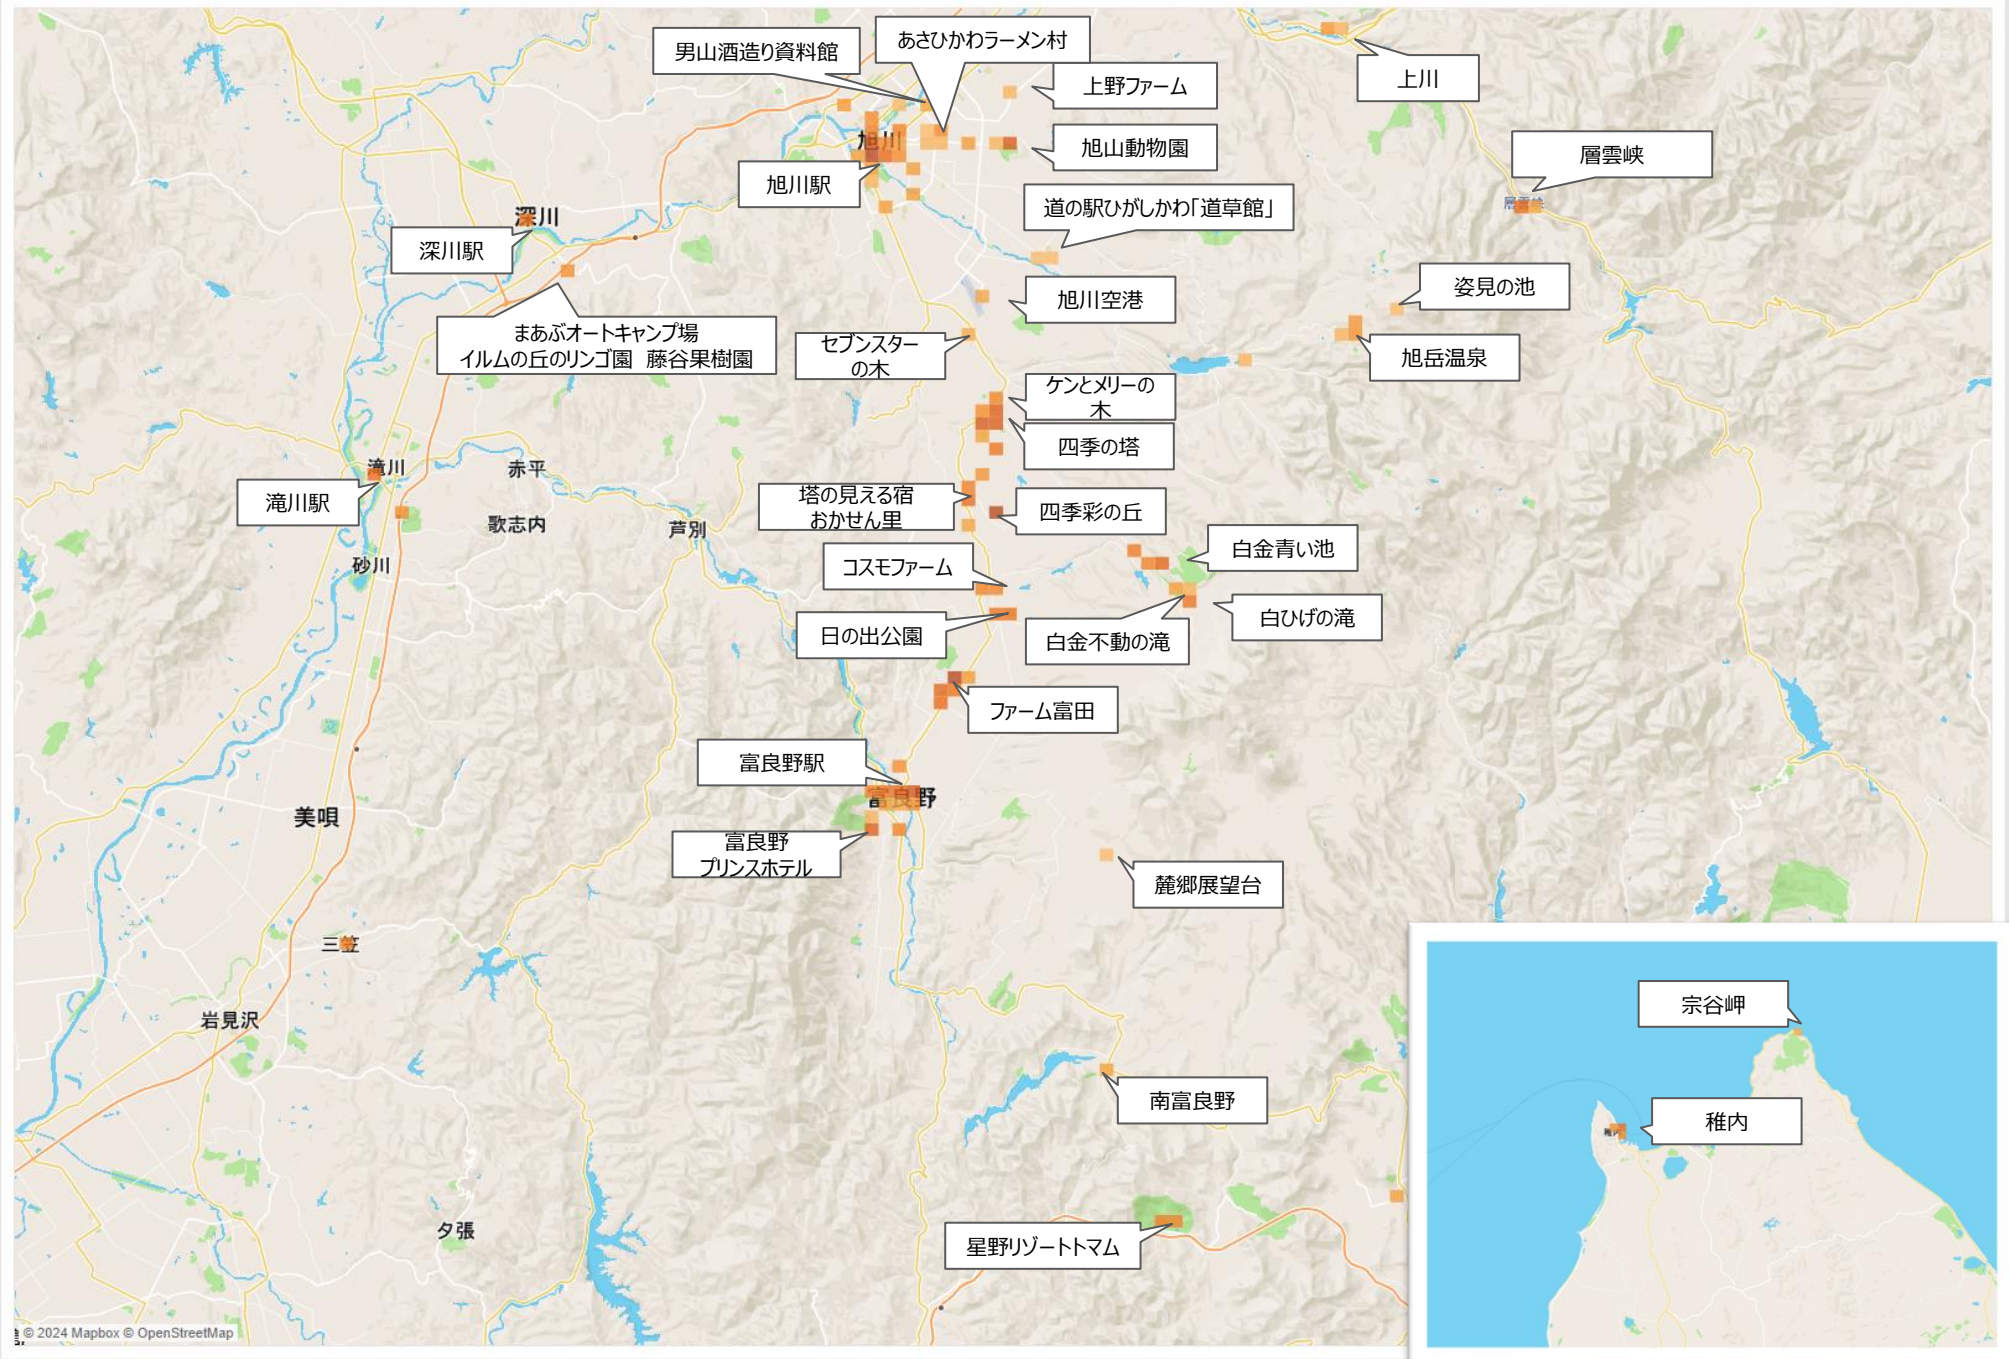 男山酒造り資料館
あさひかわラーメン村
上野ファーム
上川
旭川
旭山動物園
層雲峡
旭川駅
層雲峡
道の駅ひがしかわ「道草館」
深川
深川駅
旭川空港
姿見の池
まあぶオートキャンプ場
イルムの丘のリンゴ園 藤谷果樹園
セブンスター
の木
旭岳温泉
ケンとメリーの
木
四季の塔
滝川
赤平
滝川駅
塔の見える宿
おかせん里
四季彩の丘
歌志内
芦別
白金青い池
砂川
コスモファーム
白ひげの滝
日の出公園
白金不動の滝
ファーム富田
富良野駅
富良野
美唄
富良野
プリンスホテル
麓郷展望台
三笠
岩見沢
宗谷岬
南富良野
稚内
稚内
夕張
星野リゾートトマム
© 2024 Mapbox © OpenStreetMap